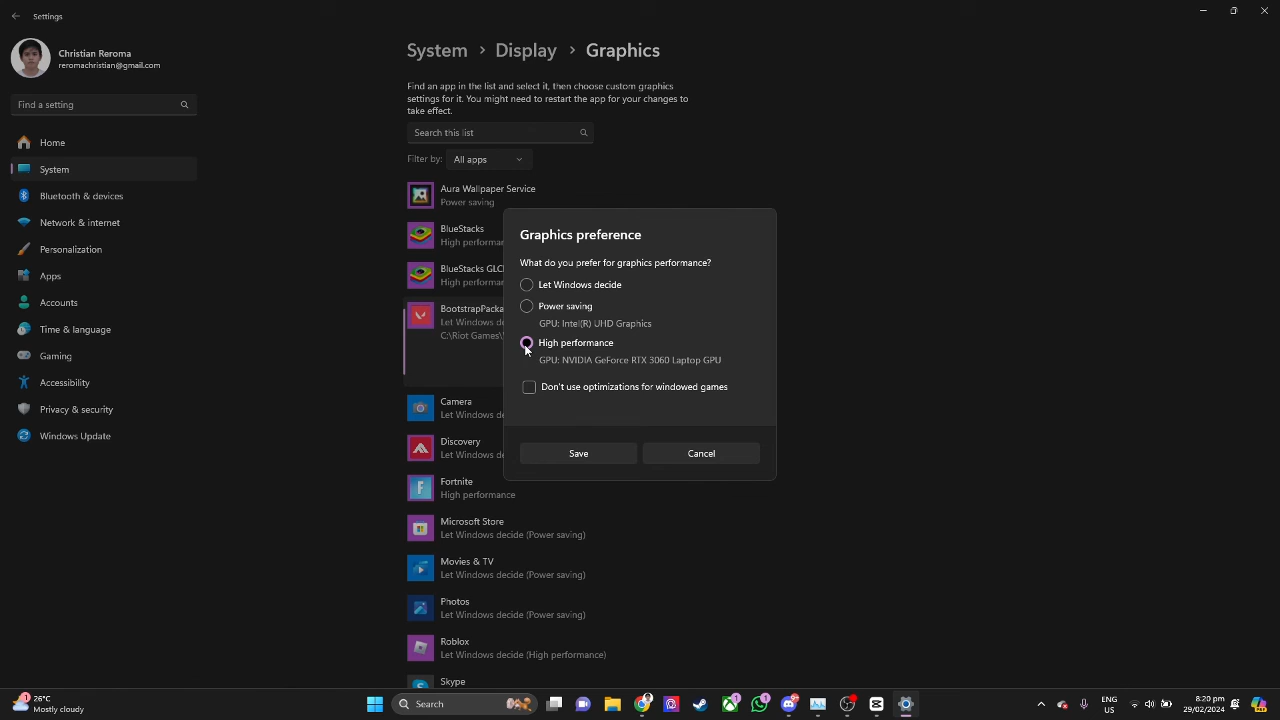 Settings
Christian Reroma
reromachristian@gmail.com
Find a setting
Home
System
Bluetooth & devices
Network & internet
Personalization
Apps
Accounts
Time & language
Gaming
Accessibility
Privacy & security
Windows Update
System > Display > Graphics
Find an app in the list and select it, then choose custom graphics
settings for it. You might need to restart the app for your changes to
take effect.
Search this list
Filter by: All apps
Aura Wallpaper Service
Power saving
BlueStacks
High performa
BlueStacks GLCh
High performa
BootstrapPacka
Let Windows de
C:\Riot Games\
Camera
Let Windows de
Discovery
Let Windows de
Fortnite
High performance
Microsoft Store
Let Windows decide (Power saving)
Movies & TV
Let Windows decide (Power saving)
Photos
Let Windows decide (Power saving)
Roblox
Let Windows decide (High performance)
Skype
Graphics preference
What do you prefer for graphics performance?
Let Windows decide
Power saving
GPU: Intel(R) UHD Graphics
High performance
GPU: NVIDIA GeForce RTX 3060 Laptop GPU
Don't use optimizations for windowed games
Save
Cancel
1
26°C
Mostly cloudy
Search
1
1
9+
ENG
US
8:20 pm
29/02/2024